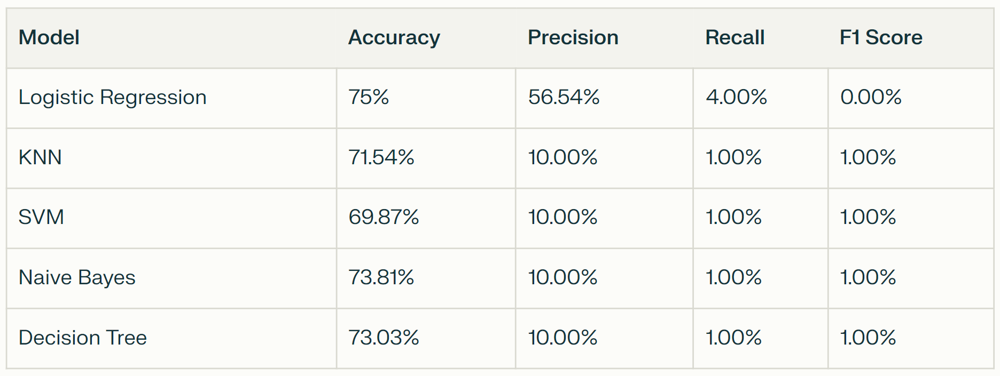 Model Accuracy Precision Recall F1 Score
Logistic Regression 75% 56.54% 4.00% 0.00%
KNN 71.54% 10.00% 1.00% 1.00%
SVM 69.87% 10.00% 1.00% 1.00%
Naive Bayes 73.81% 10.00% 1.00% 1.00%
Decision Tree 73.03% 10.00% 1.00% 1.00%